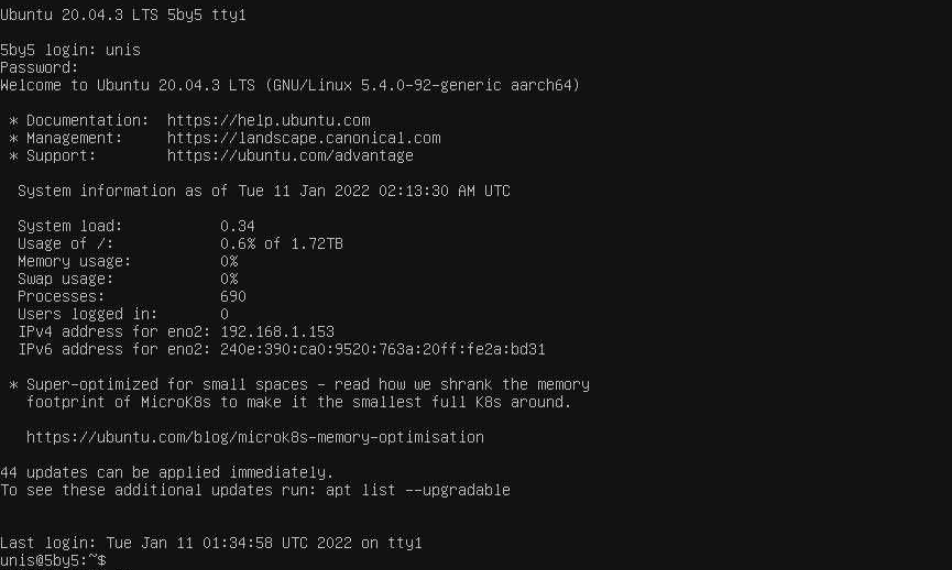 Ubuntu 20.04.3 LTS 5by5 tty1
5by5 login: unis
Password:
Welcome to Ubuntu 20.04.3 LTS (GNU/Linux 5.4.0-92-generic aarch64)
* Documentation:  https://help.ubuntu.com
* Management:     https://landscape.canonical.com
* Support:        https://ubuntu.com/advantage
System information as of Tue 11 Jan 2022 02:13:30 AM UTC
System load:           0.34
Usage of /:            0.6% of 1.72TB
Memory usage:          0%
Swap usage:            0%
Processes:             690
Users logged in:       0
IPv4 address for eno2: 192.168.1.153
IPv6 address for eno2: 240e:390:ca0:9520:763a:20ff:fe2a:bd31
* Super-optimized for small spaces - read how we shrank the memory
footprint of MicroK8s to make it the smallest full K8s around.
https://ubuntu.com/blog/microk8s-memory-optimisation
44 updates can be applied immediately.
To see these additional updates run: apt list --upgradable
Last login: Tue Jan 11 01:34:58 UTC 2022 on tty1
unis@5by5:~$